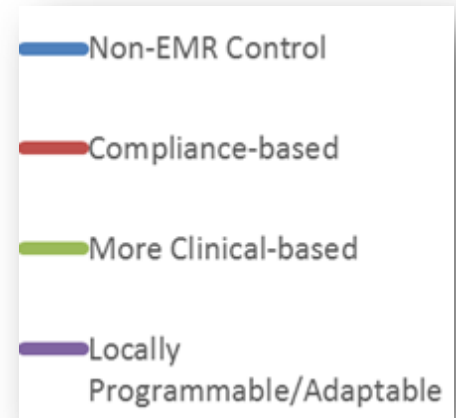 Non-EMR Control
Compliance-based
More Clinical-based
Locally
Programmable/Adaptable